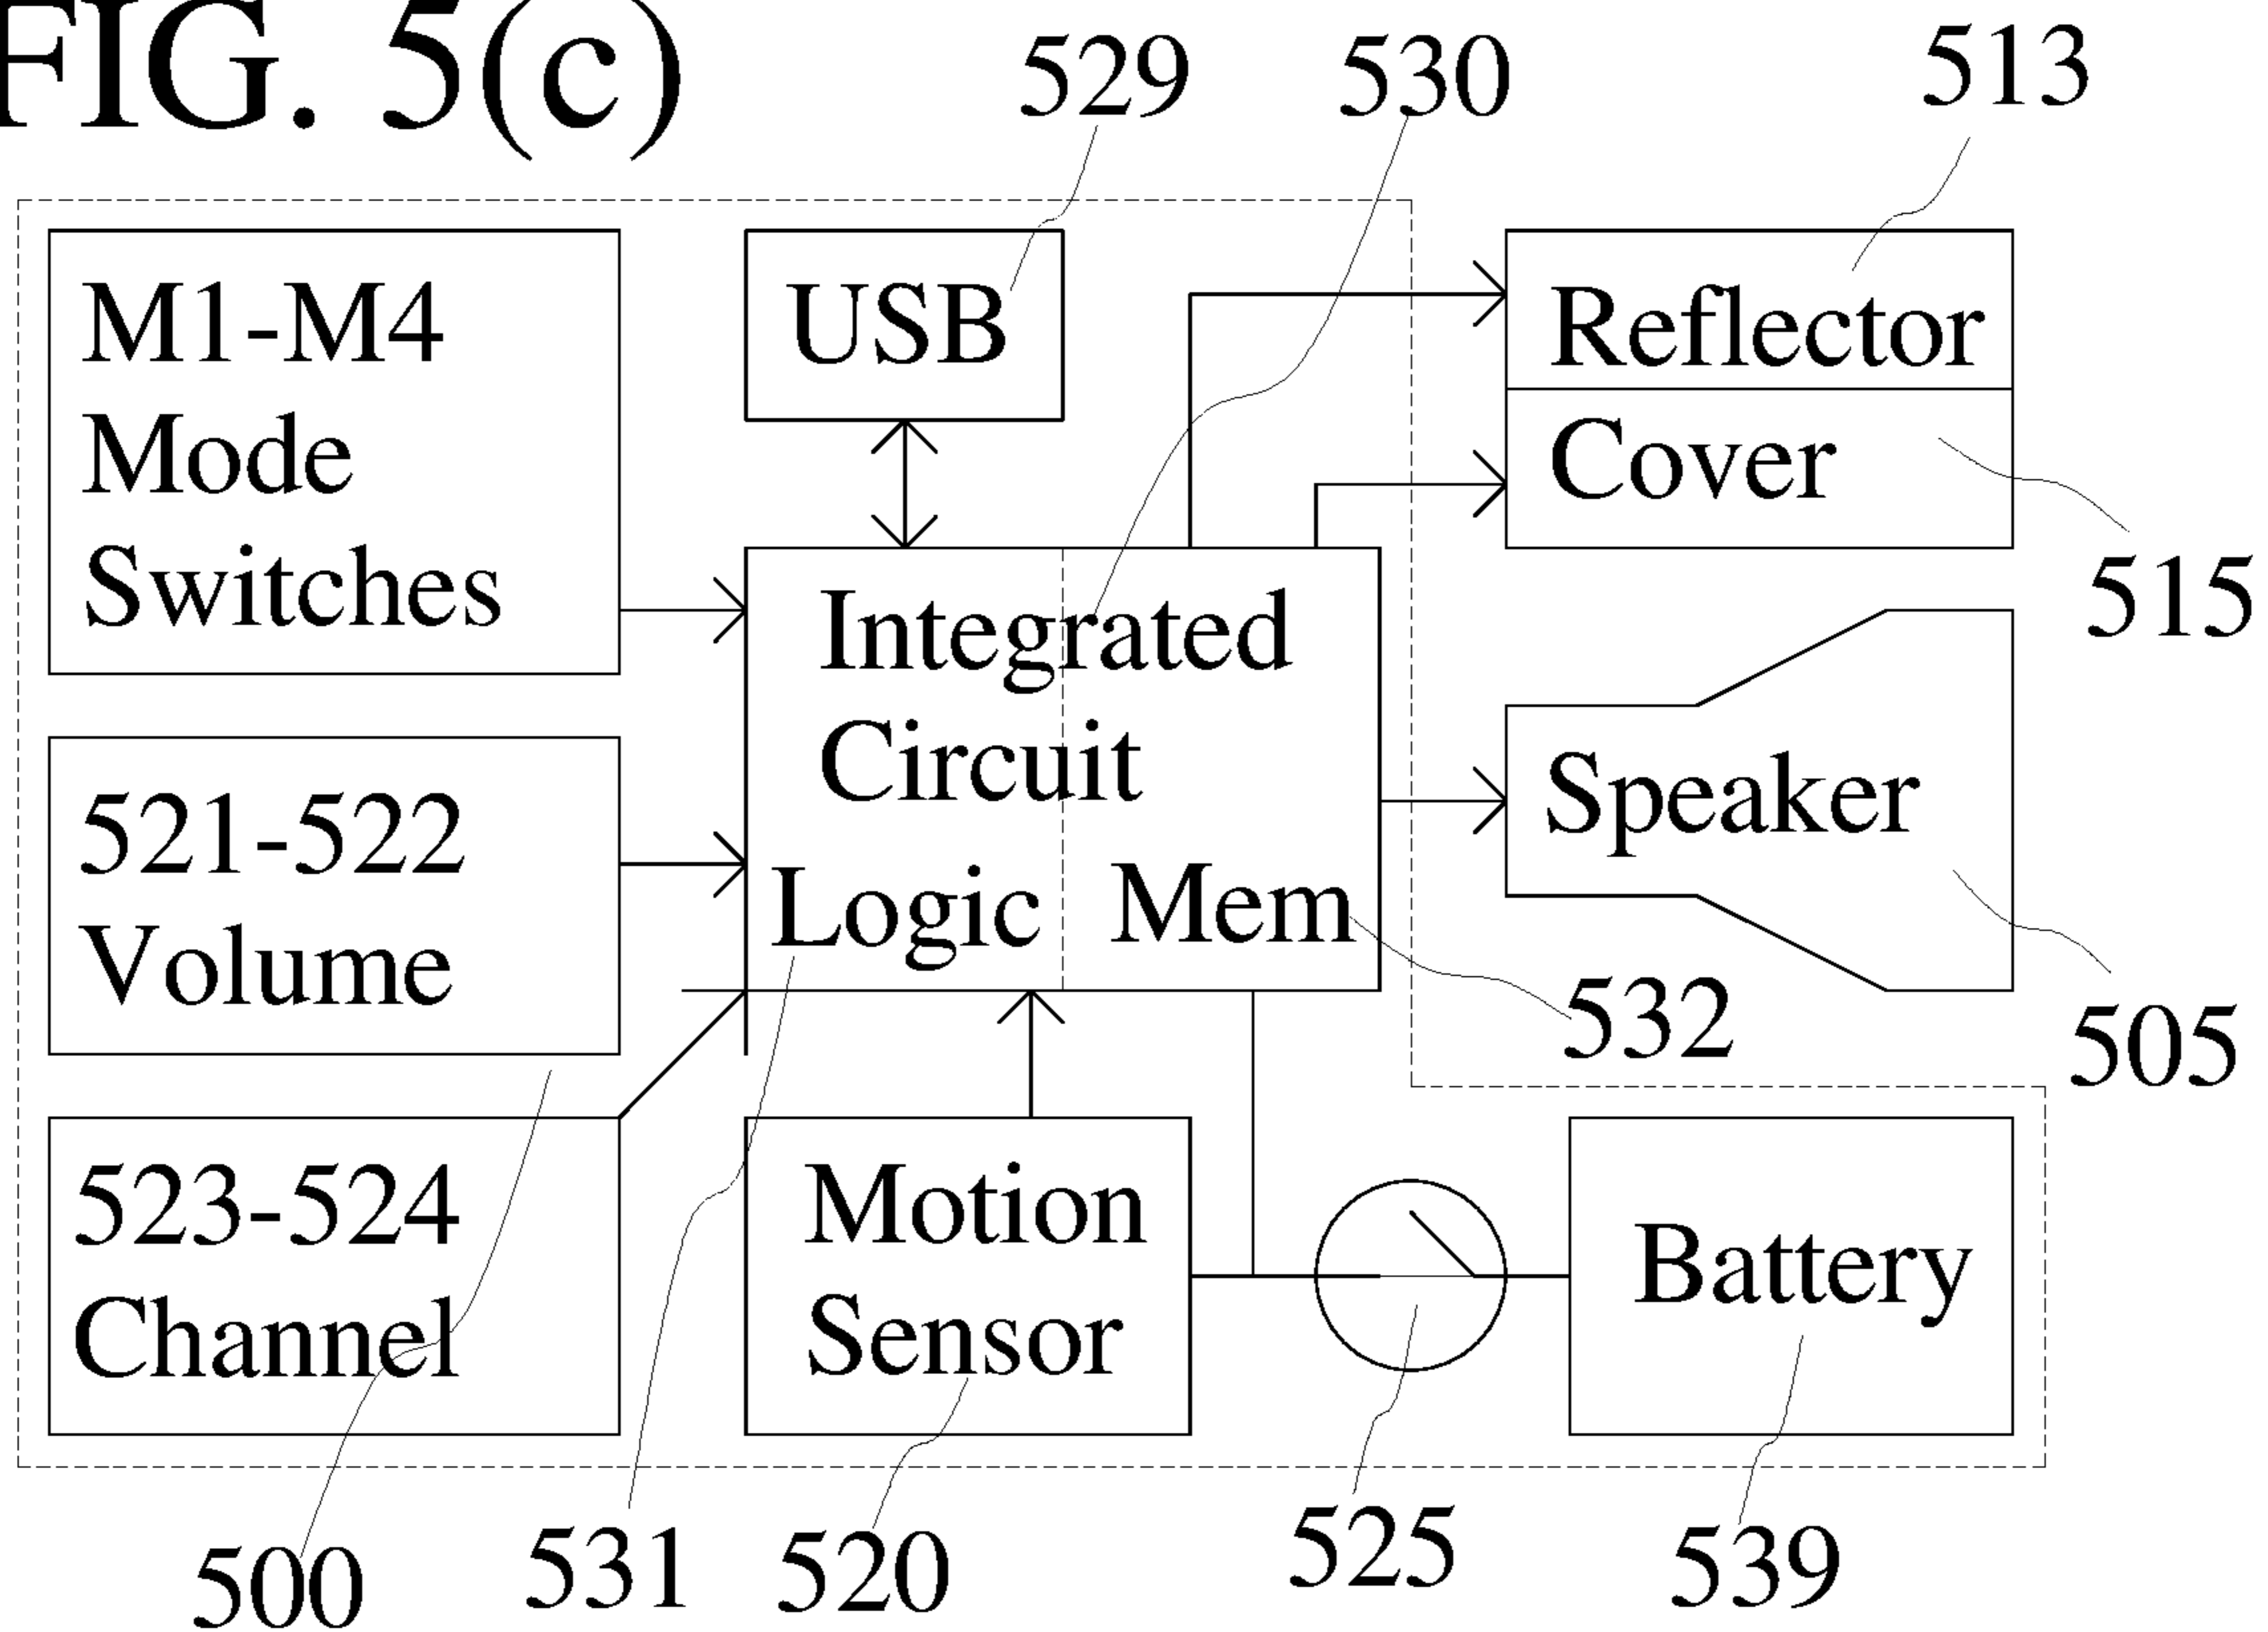 FIG. 5(c)
529
530
513
M1-M4
Mode
Switches
USB
Reflector
Cover
515
Integrated
Circuit
Logic Mem
521-522
Volume
Speaker
532
505
523-524
Channel
Motion
Sensor
Battery
500
531
520
525
539